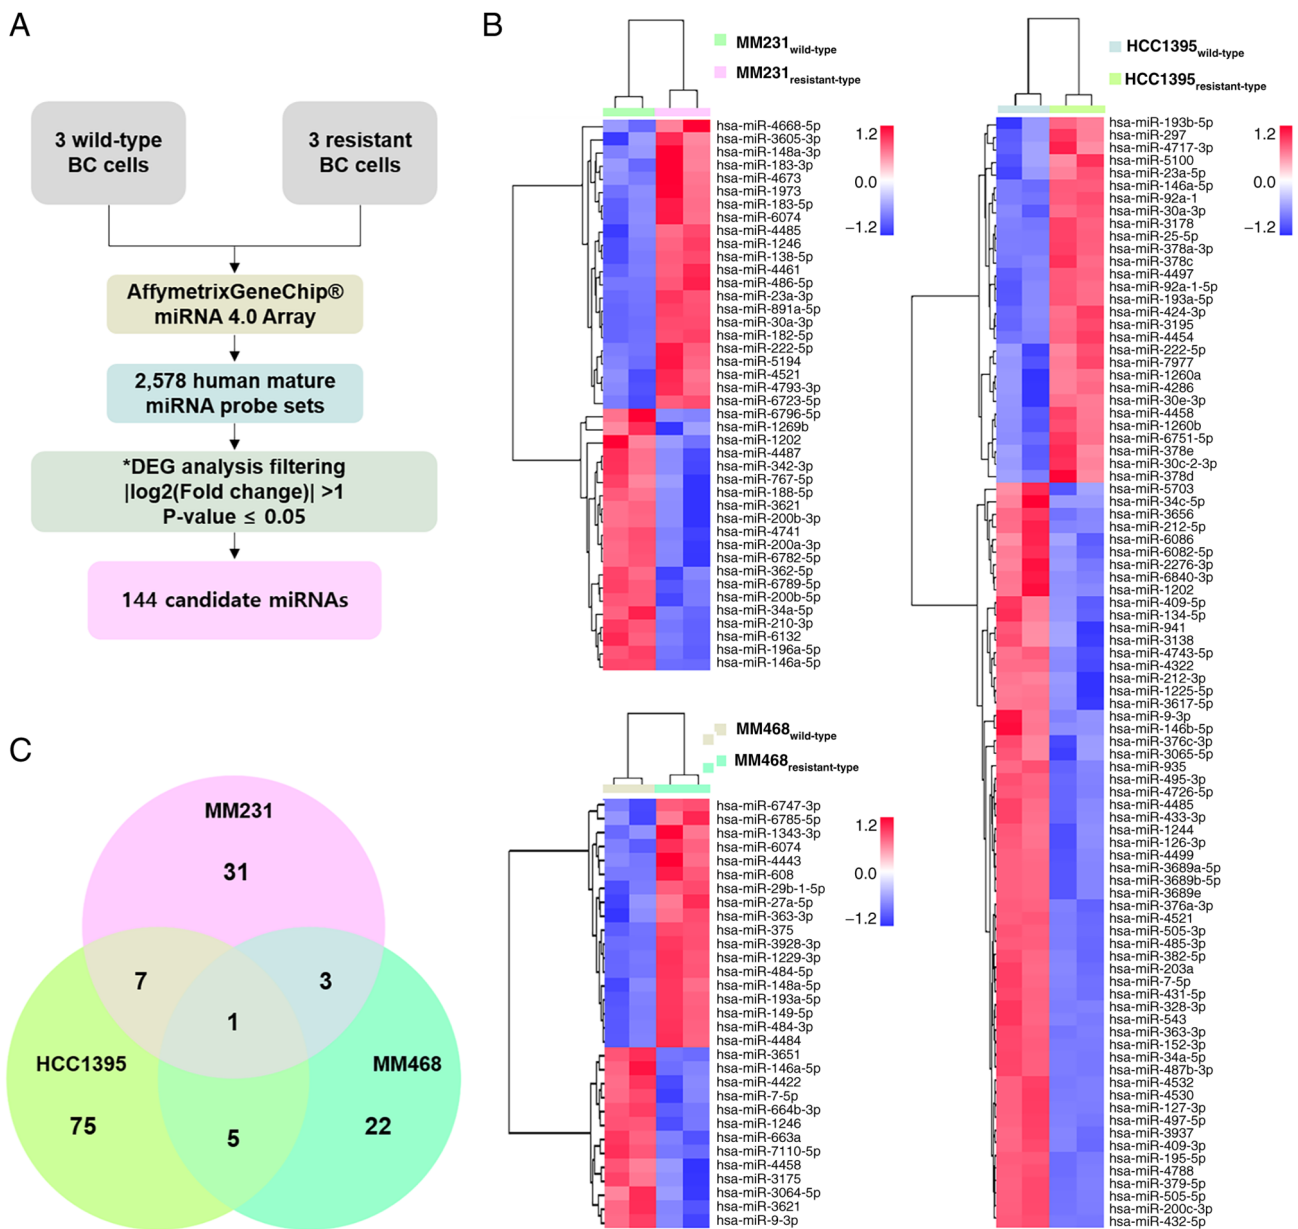 A
3 wild-type
BC cells
3 resistant
BC cells
AffymetrixGeneChip®
miRNA 4.0 Array
2,578 human mature
miRNA probe sets
*DEG analysis filtering
|log2(Fold change)| >1
P-value ≤ 0.05
144 candidate miRNAs
B
MM231wild-type
MM231resistant-type
hsa-miR-4668-5p
hsa-miR-3605-3p
hsa-miR-148a-3p
hsa-miR-183-3p
hsa-miR-4673
hsa-miR-1973
hsa-miR-183-5p
hsa-miR-6074
hsa-miR-4485
hsa-miR-1246
hsa-miR-138-5p
hsa-miR-4461
hsa-miR-486-5p
hsa-miR-23a-3p
hsa-miR-891a-5p
hsa-miR-30a-3p
hsa-miR-182-5p
hsa-miR-222-5p
hsa-miR-5194
hsa-miR-4521
hsa-miR-4793-3p
hsa-miR-6723-5p
hsa-miR-6796-5p
hsa-miR-1269b
hsa-miR-1202
hsa-miR-4487
hsa-miR-342-3p
hsa-miR-767-5p
hsa-miR-188-5p
hsa-miR-3621
hsa-miR-200b-3p
hsa-miR-4741
hsa-miR-200a-3p
hsa-miR-6782-5p
hsa-miR-362-5p
hsa-miR-6789-5p
hsa-miR-200b-5p
hsa-miR-34a-5p
hsa-miR-210-3p
hsa-miR-6132
hsa-miR-196a-5p
hsa-miR-146a-5p
1.2
0.0
−1.2
HCC1395wild-type
HCC1395resistant-type
hsa-miR-193b-5p
hsa-miR-297
hsa-miR-4717-3p
hsa-miR-5100
hsa-miR-23a-5p
hsa-miR-146a-5p
hsa-miR-92a-1
hsa-miR-30a-3p
hsa-miR-3178
hsa-miR-25-5p
hsa-miR-378a-3p
hsa-miR-378c
hsa-miR-4497
hsa-miR-92a-1-5p
hsa-miR-193a-5p
hsa-miR-424-3p
hsa-miR-3195
hsa-miR-4454
hsa-miR-222-5p
hsa-miR-7977
hsa-miR-1260a
hsa-miR-4286
hsa-miR-30e-3p
hsa-miR-4458
hsa-miR-1260b
hsa-miR-6751-5p
hsa-miR-378e
hsa-miR-30c-2-3p
hsa-miR-378d
hsa-miR-5703
hsa-miR-34c-5p
hsa-miR-3656
hsa-miR-212-5p
hsa-miR-6086
hsa-miR-6082-5p
hsa-miR-2276-3p
hsa-miR-6840-3p
hsa-miR-1202
hsa-miR-409-5p
hsa-miR-134-5p
hsa-miR-941
hsa-miR-3138
hsa-miR-4743-5p
hsa-miR-4322
hsa-miR-212-3p
hsa-miR-1225-5p
hsa-miR-3617-5p
hsa-miR-9-3p
hsa-miR-146b-5p
hsa-miR-376c-3p
hsa-miR-3065-5p
hsa-miR-935
hsa-miR-495-3p
hsa-miR-4726-5p
hsa-miR-4485
hsa-miR-433-3p
hsa-miR-1244
hsa-miR-126-3p
hsa-miR-4499
hsa-miR-3689a-5p
hsa-miR-3689b-5p
hsa-miR-3689e
hsa-miR-376a-3p
hsa-miR-4521
hsa-miR-505-3p
hsa-miR-485-3p
hsa-miR-382-5p
hsa-miR-203a
hsa-miR-7-5p
hsa-miR-431-5p
hsa-miR-328-3p
hsa-miR-543
hsa-miR-363-3p
hsa-miR-152-3p
hsa-miR-34a-5p
hsa-miR-487b-3p
hsa-miR-4532
hsa-miR-4530
hsa-miR-127-3p
hsa-miR-497-5p
hsa-miR-3937
hsa-miR-409-3p
hsa-miR-195-5p
hsa-miR-4788
hsa-miR-379-5p
hsa-miR-505-5p
hsa-miR-200c-3p
hsa-miR-432-5p
1.2
0.0
−1.2
MM468wild-type
MM468resistant-type
hsa-miR-6747-3p
hsa-miR-6785-5p
hsa-miR-1343-3p
hsa-miR-6074
hsa-miR-4443
hsa-miR-608
hsa-miR-29b-1-5p
hsa-miR-27a-5p
hsa-miR-363-3p
hsa-miR-375
hsa-miR-3928-3p
hsa-miR-1229-3p
hsa-miR-484-5p
hsa-miR-148a-5p
hsa-miR-193a-5p
hsa-miR-149-5p
hsa-miR-484-3p
hsa-miR-4484
hsa-miR-3651
hsa-miR-146a-5p
hsa-miR-4422
hsa-miR-7-5p
hsa-miR-664b-3p
hsa-miR-1246
hsa-miR-663a
hsa-miR-7110-5p
hsa-miR-4458
hsa-miR-3175
hsa-miR-3064-5p
hsa-miR-3621
hsa-miR-9-3p
1.2
0.0
−1.2
C
MM231
31
7
3
1
HCC1395
MM468
75
22
5